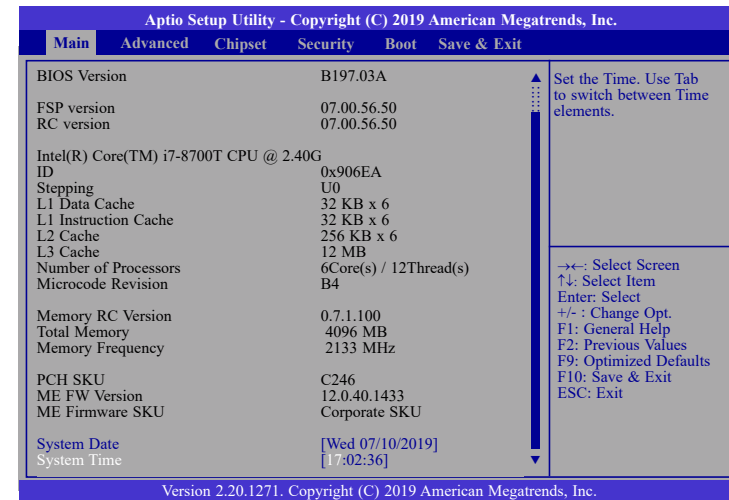 Aptio Setup Utility - Copyright (C) 2019 American Megatrends, Inc.
Main Advanced Chipset Security Boot Save & Exit
BIOS Version B197.03A
FSP version 07.00.56.50
RC version 07.00.56.50
Intel(R) Core(TM) i7-8700T CPU @ 2.40G
ID 0x906EA
Stepping U0
L1 Data Cache 32 KB x 6
L1 Instruction Cache 32 KB x 6
L2 Cache 256 KB x 6
L3 Cache 12 MB
Number of Processors 6Core(s) / 12Thread(s)
Microcode Revision B4
Memory RC Version 0.7.1.100
Total Memory 4096 MB
Memory Frequency 2133 MHz
PCH SKU C246
ME FW Version 12.0.40.1433
ME Firmware SKU Corporate SKU
System Date [Wed 07/10/2019]
System Time [17:02:36]
Set the Time. Use Tab
to switch between Time
elements.
→←: Select Screen
↑↓: Select Item
Enter: Select
+/- : Change Opt.
F1: General Help
F2: Previous Values
F9: Optimized Defaults
F10: Save & Exit
ESC: Exit
Version 2.20.1271. Copyright (C) 2019 American Megatrends, Inc.